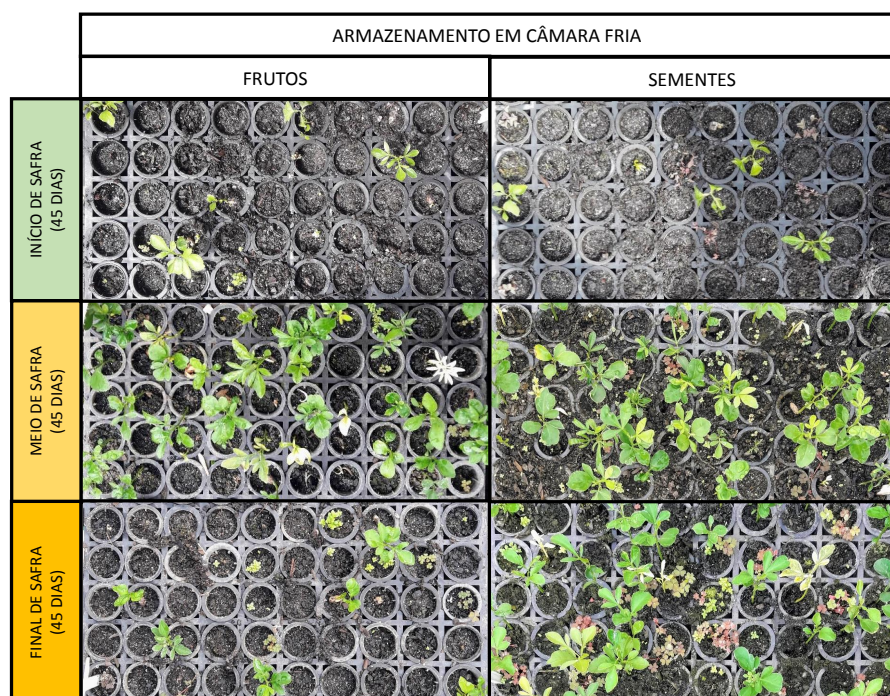 ARMAZENAMENTO EM CÂMARA FRIA
FRUTOS
SEMENTES
INÍCIO DE SAFRA
(45 DIAS)
MEIO DE SAFRA
(45 DIAS)
FINAL DE SAFRA
(45 DIAS)